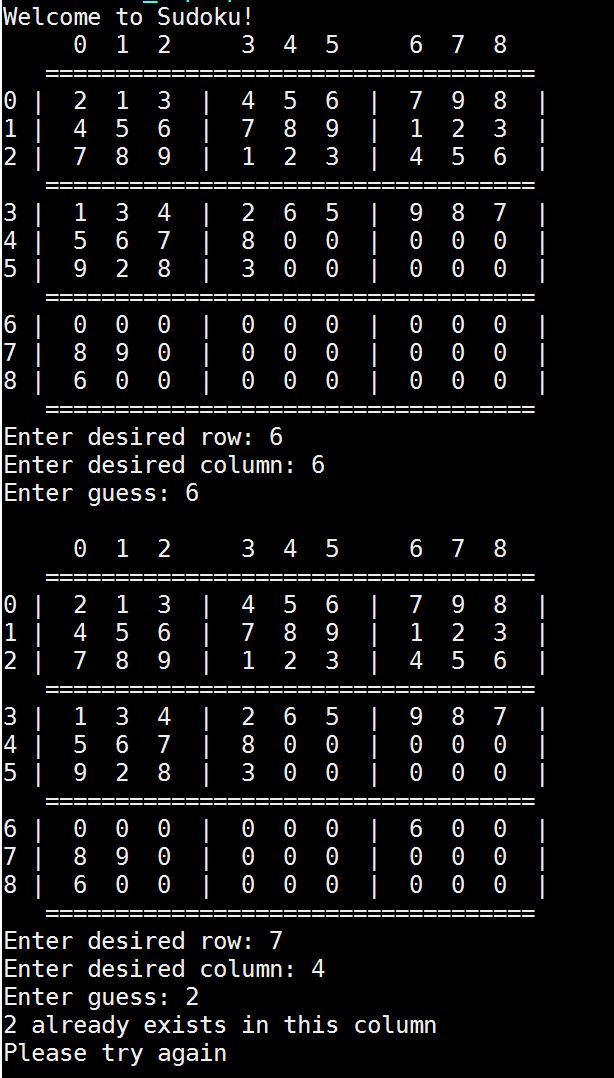 Welcome to Sudoku!
     0  1  2     3  4  5     6  7  8
   ===================================
0 |  2  1  3  |  4  5  6  |  7  9  8  |
1 |  4  5  6  |  7  8  9  |  1  2  3  |
2 |  7  8  9  |  1  2  3  |  4  5  6  |
   ===================================
3 |  1  3  4  |  2  6  5  |  9  8  7  |
4 |  5  6  7  |  8  0  0  |  0  0  0  |
5 |  9  2  8  |  3  0  0  |  0  0  0  |
   ===================================
6 |  0  0  0  |  0  0  0  |  0  0  0  |
7 |  8  9  0  |  0  0  0  |  0  0  0  |
8 |  6  0  0  |  0  0  0  |  0  0  0  |
   ===================================
Enter desired row: 6
Enter desired column: 6
Enter guess: 6
     0  1  2     3  4  5     6  7  8
   ===================================
0 |  2  1  3  |  4  5  6  |  7  9  8  |
1 |  4  5  6  |  7  8  9  |  1  2  3  |
2 |  7  8  9  |  1  2  3  |  4  5  6  |
   ===================================
3 |  1  3  4  |  2  6  5  |  9  8  7  |
4 |  5  6  7  |  8  0  0  |  0  0  0  |
5 |  9  2  8  |  3  0  0  |  0  0  0  |
   ===================================
6 |  0  0  0  |  0  0  0  |  6  0  0  |
7 |  8  9  0  |  0  0  0  |  0  0  0  |
8 |  6  0  0  |  0  0  0  |  0  0  0  |
   ===================================
Enter desired row: 7
Enter desired column: 4
Enter guess: 2
2 already exists in this column
Please try again